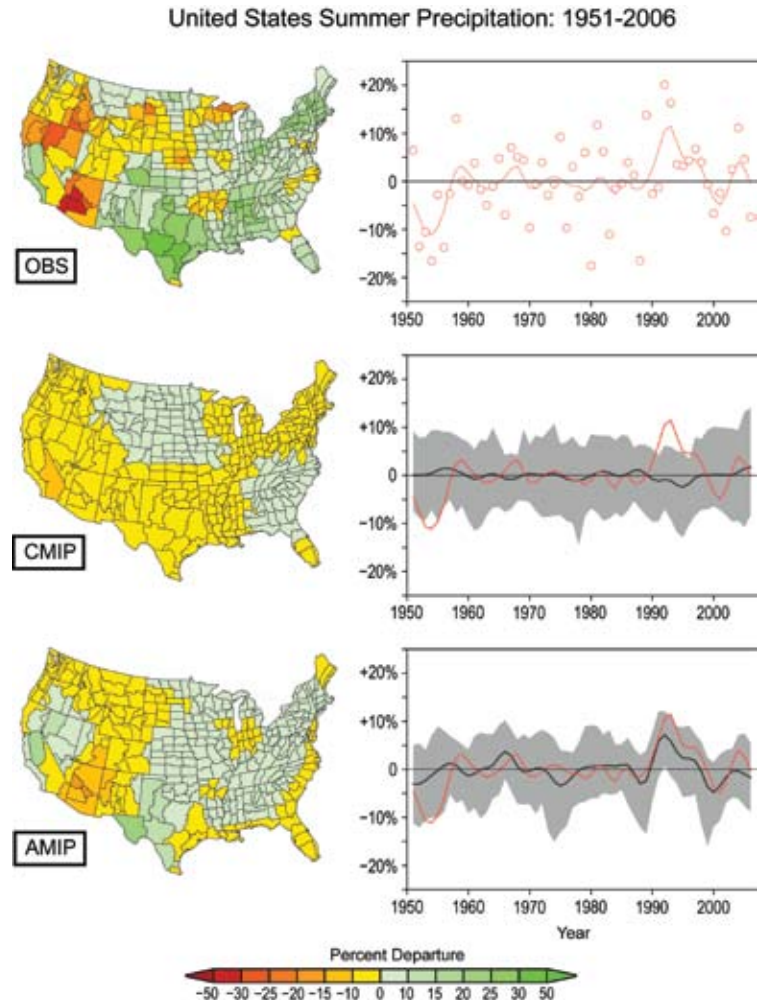 United States Summer Precipitation: 1951-2006
OBS
+20%
+10%
0
−10%
−20%
1950 1960 1970 1980 1990 2000
CMIP
+20%
+10%
0
−10%
−20%
1950 1960 1970 1980 1990 2000
AMIP
+20%
+10%
0
−10%
−20%
1950 1960 1970 1980 1990 2000
Year
Percent Departure
−50 −30 −25 −20 −15 −10 0 10 15 20 25 30 50